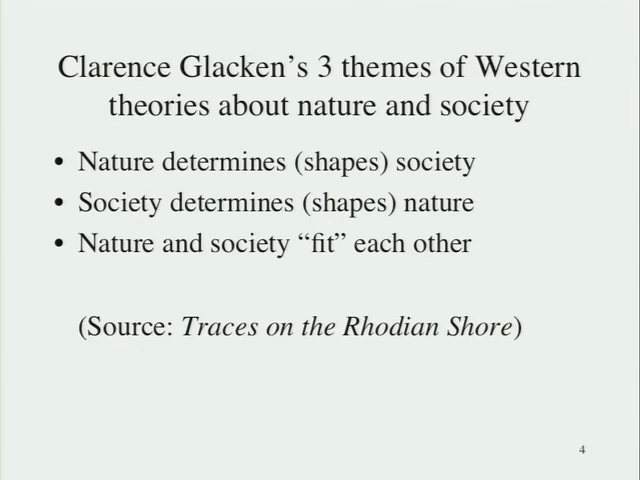 Clarence Glacken’s 3 themes of Western
theories about nature and society
• Nature determines (shapes) society
• Society determines (shapes) nature
• Nature and society “fit” each other
(Source: Traces on the Rhodian Shore)
4